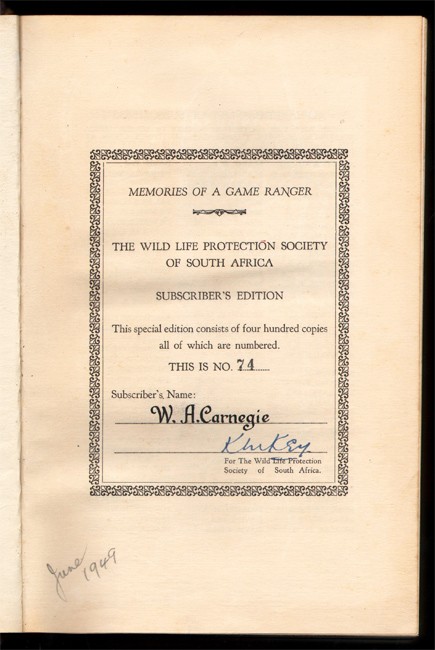 MEMORIES OF A GAME RANGER
THE WILD LIFE PROTECTION SOCIETY
OF SOUTH AFRICA
SUBSCRIBER'S EDITION
This special edition consists of four hundred copies
all of which are numbered.
THIS IS NO. 74
Subscriber's, Name:
W. A. Carnegie
For The Wild Life Protection
Society of South Africa.
June 1949